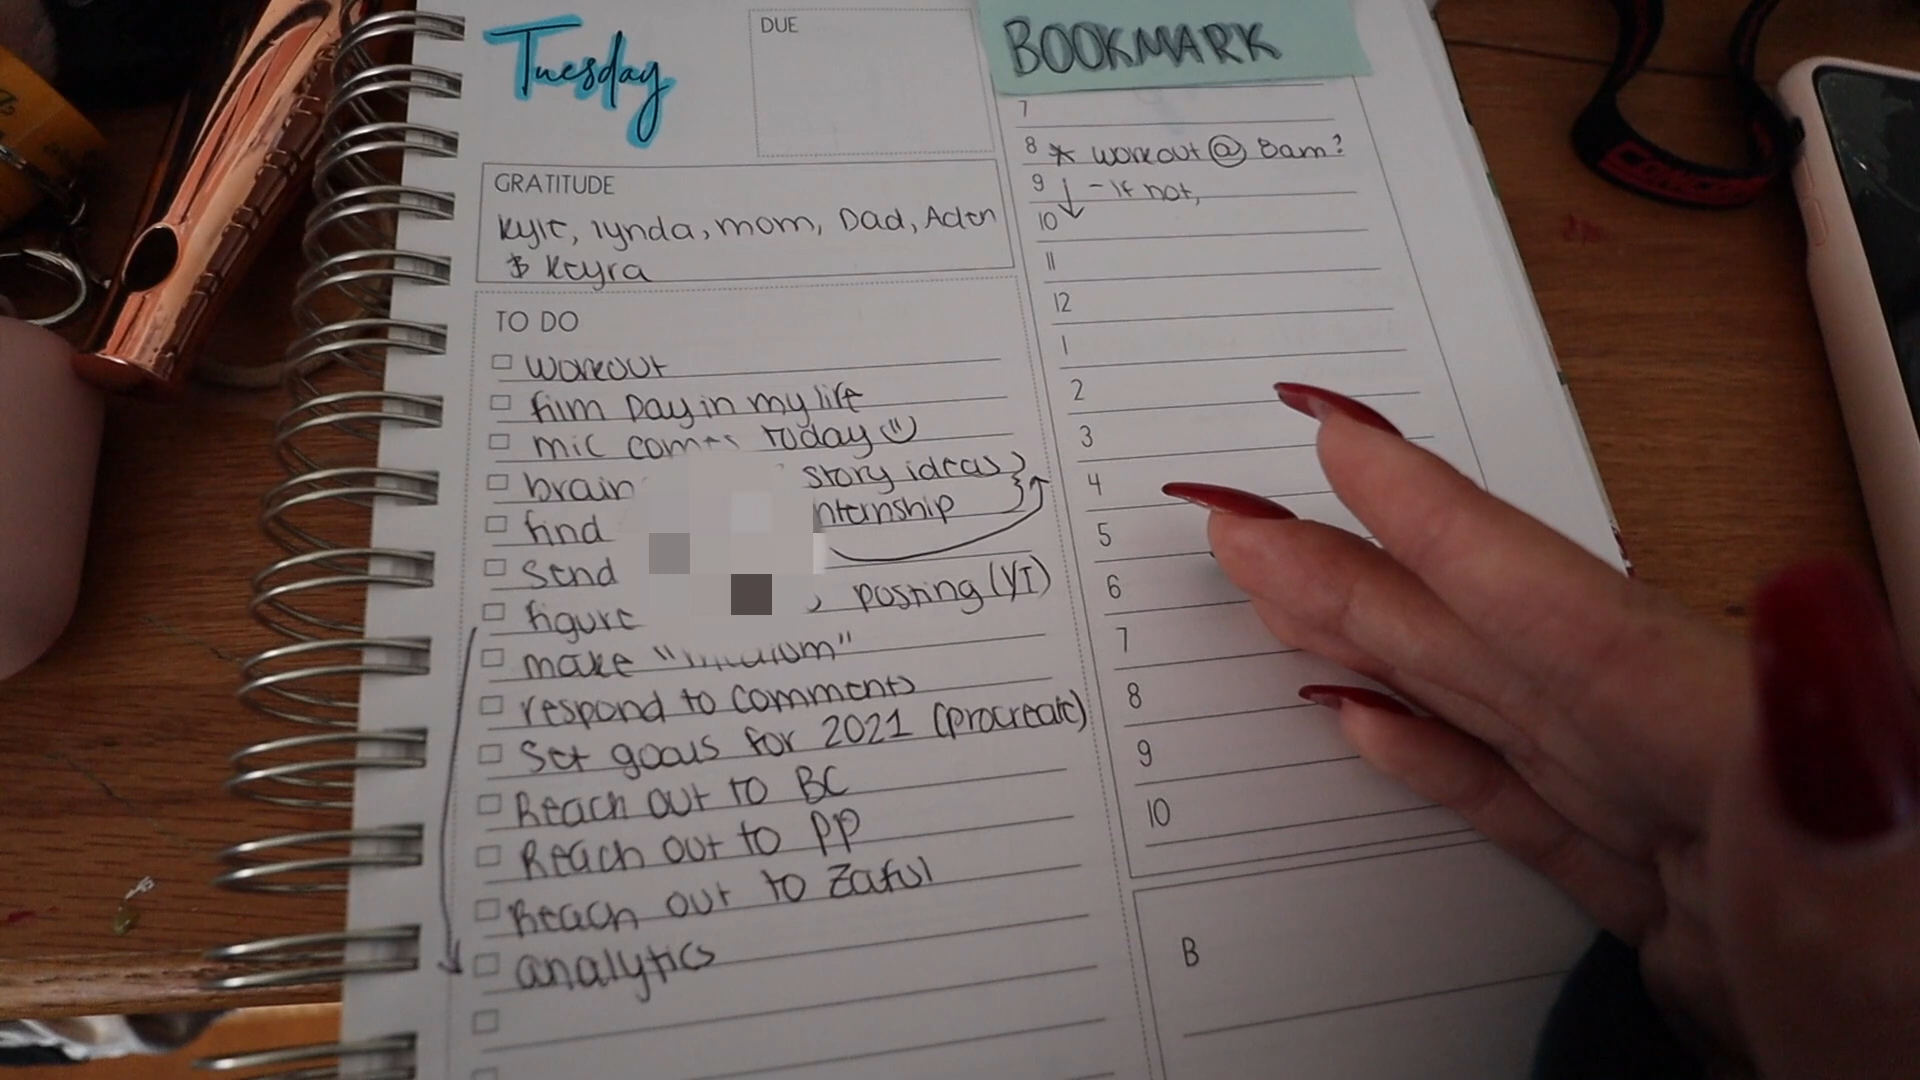 Tuesday
DUE
BOOKMARK
GRATITUDE
Kyle, lynda, mom, Dad, Aden
& Keyra
TO DO
workout
film Day in my life
mic comes today
brain story ideas
find internship
Send
figure posting (YT)
make
respond to comments
Set goals for 2021 (procreate)
Reach out to BC
Reach out to PP
Reach out to Zaful
analytics
7
8 * workout @ 8am?
9 - if not,
10
11
12
1
2
3
4
5
6
7
8
9
10
B